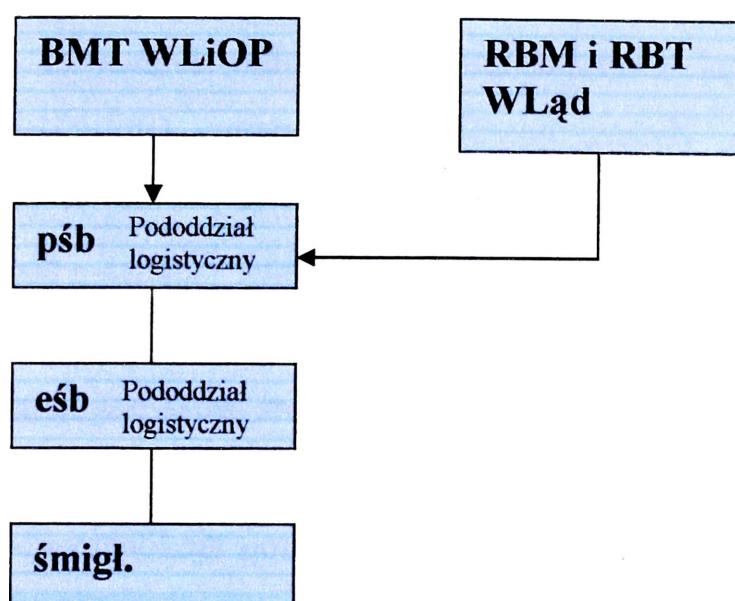 BMT WLiOP
RBM i RBT
WLąd
pśb Pododdział
logistyczny
eśb Pododdział
logistyczny
śmigł.